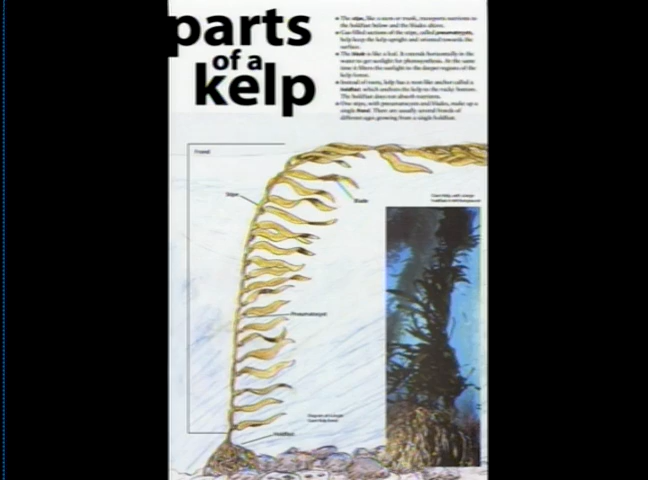 parts
of a
kelp
The stipe, like a stem or trunk, transports nutrients to
the holdfast below and the blades above.
Gas-filled sections of the stipe, called pneumatocysts,
help keep the kelp upright and oriented towards the
surface.
The blade is like a leaf. It extends horizontally in the
water to get sunlight for photosynthesis. At the same
time it filters the sunlight to the deeper regions of the
kelp forest.
Instead of roots, kelp has a root-like anchor called a
holdfast which anchors the kelp to the rocky bottom.
The holdfast does not absorb nutrients.
One stipe, with pneumatocysts and blades, make up a
single frond. There are usually several fronds of
different ages growing from a single holdfast.
Frond
Stipe
Blade
Pneumatocyst
Holdfast